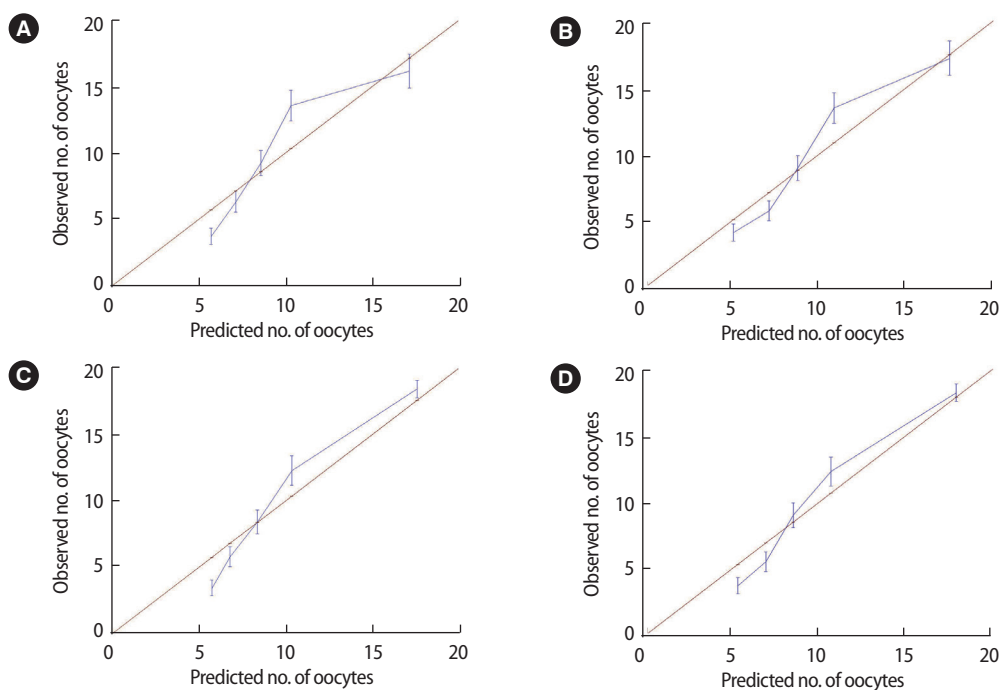 A
20
15
10
5
0
Observed no. of oocytes
0 5 10 15 20
Predicted no. of oocytes
B
20
15
10
5
0
Observed no. of oocytes
0 5 10 15 20
Predicted no. of oocytes
C
20
15
10
5
0
Observed no. of oocytes
0 5 10 15 20
Predicted no. of oocytes
D
20
15
10
5
0
Observed no. of oocytes
0 5 10 15 20
Predicted no. of oocytes